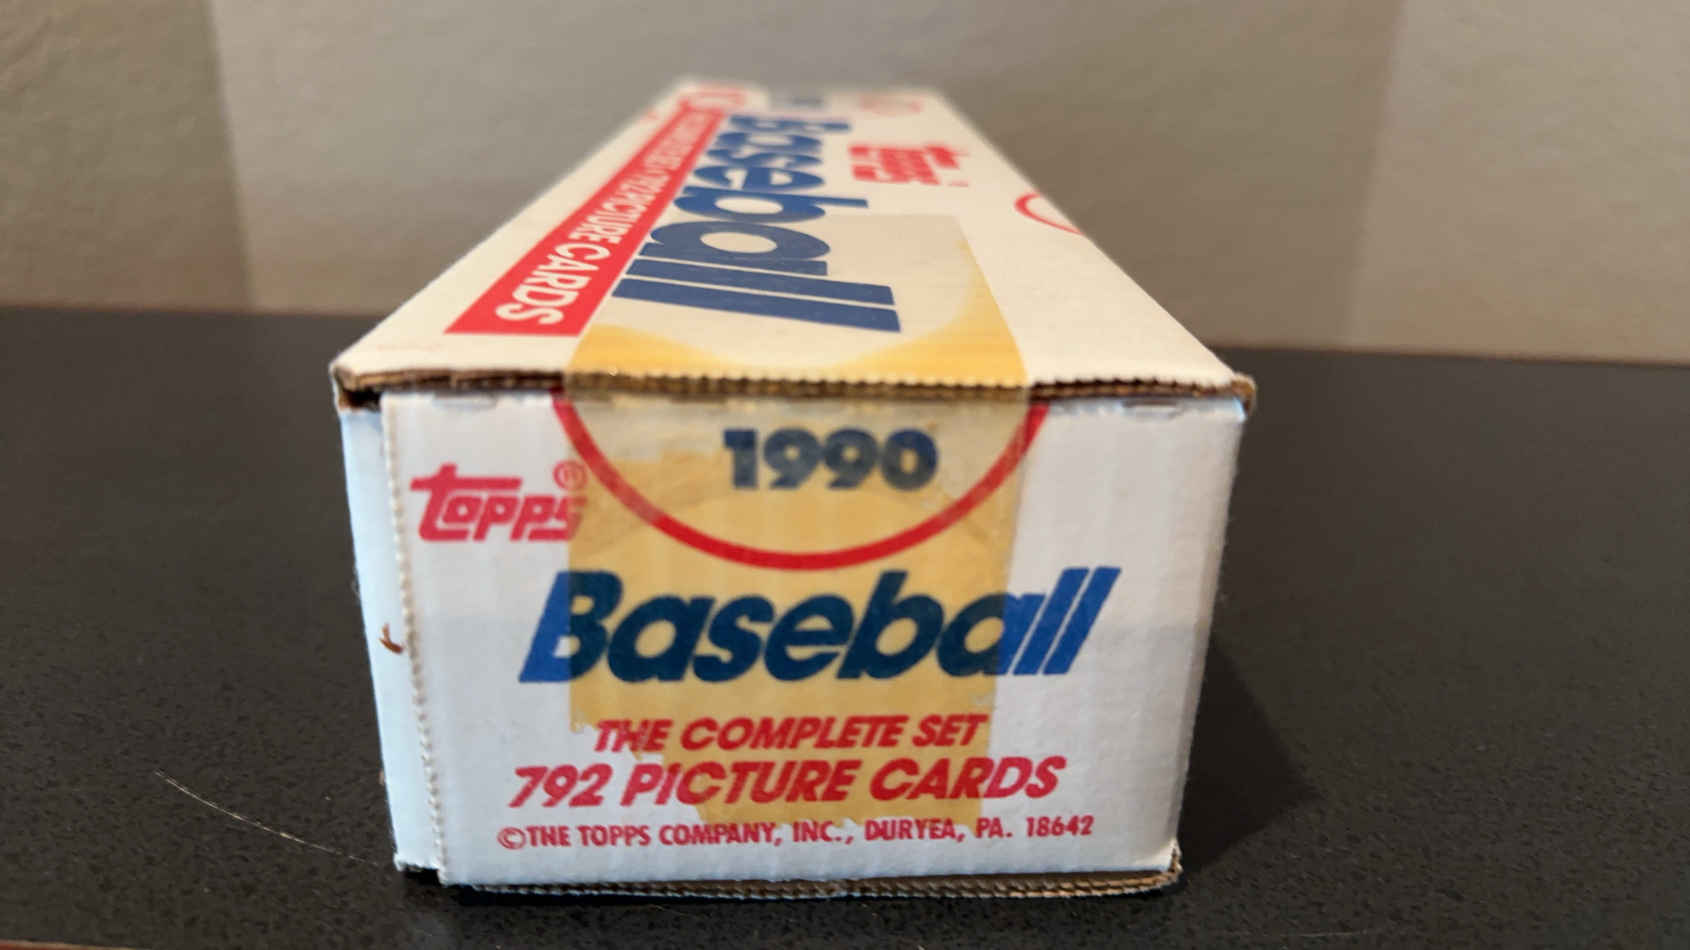 PICTURE CARDS
Baseball
Topps
1990
Topps®
Baseball
THE COMPLETE SET
792 PICTURE CARDS
©THE TOPPS COMPANY, INC., DURYEA, PA. 18642